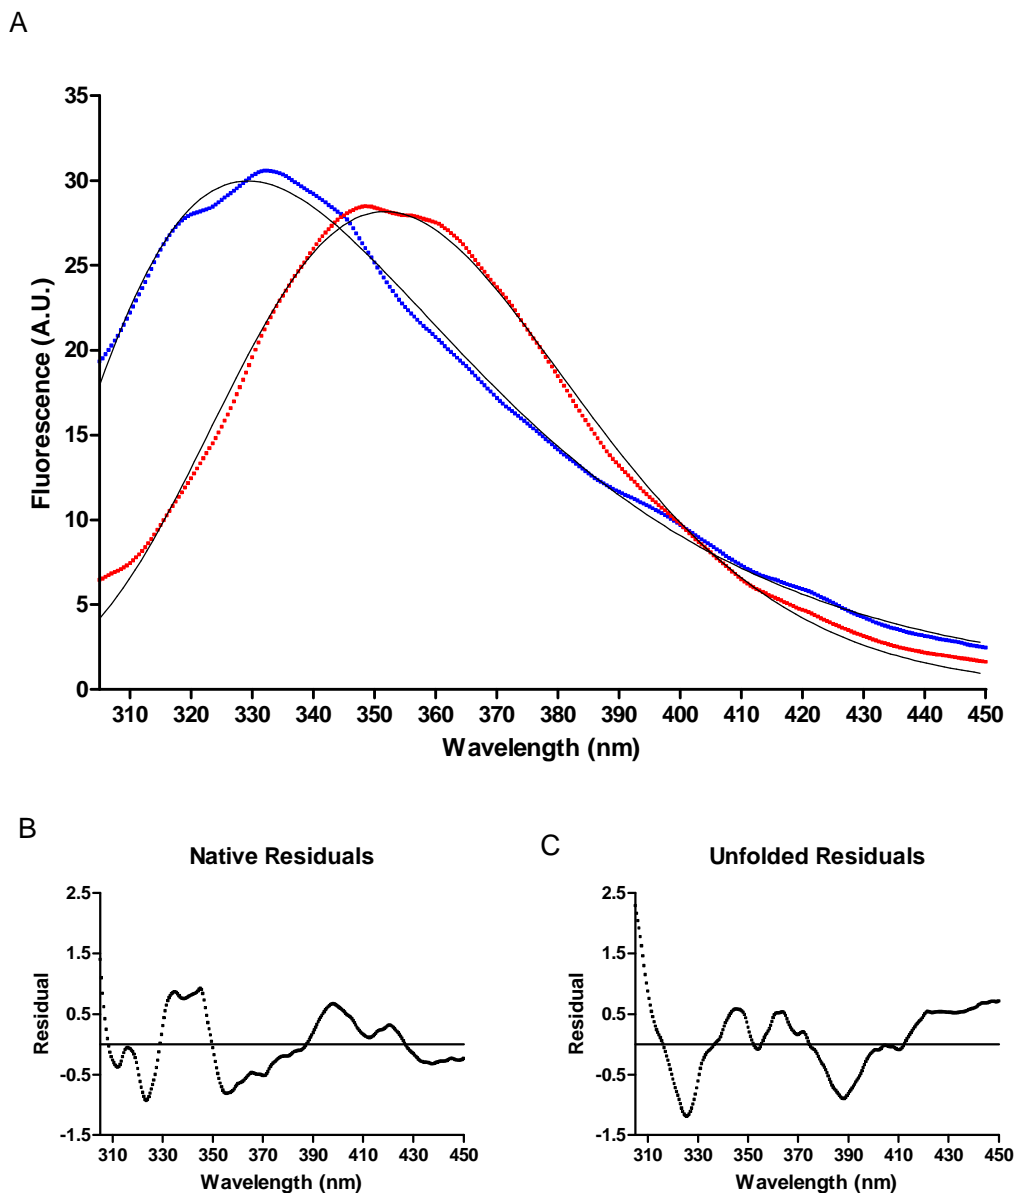 A
Fluorescence (A.U.)
35
30
25
20
15
10
5
0
310 320 330 340 350 360 370 380 390 400 410 420 430 440 450
Wavelength (nm)
B
Native Residuals
Residual
2.5
1.5
0.5
-0.5
-1.5
310 330 350 370 390 410 430 450
Wavelength (nm)
C
Unfolded Residuals
Residual
2.5
1.5
0.5
-0.5
-1.5
310 330 350 370 390 410 430 450
Wavelength (nm)